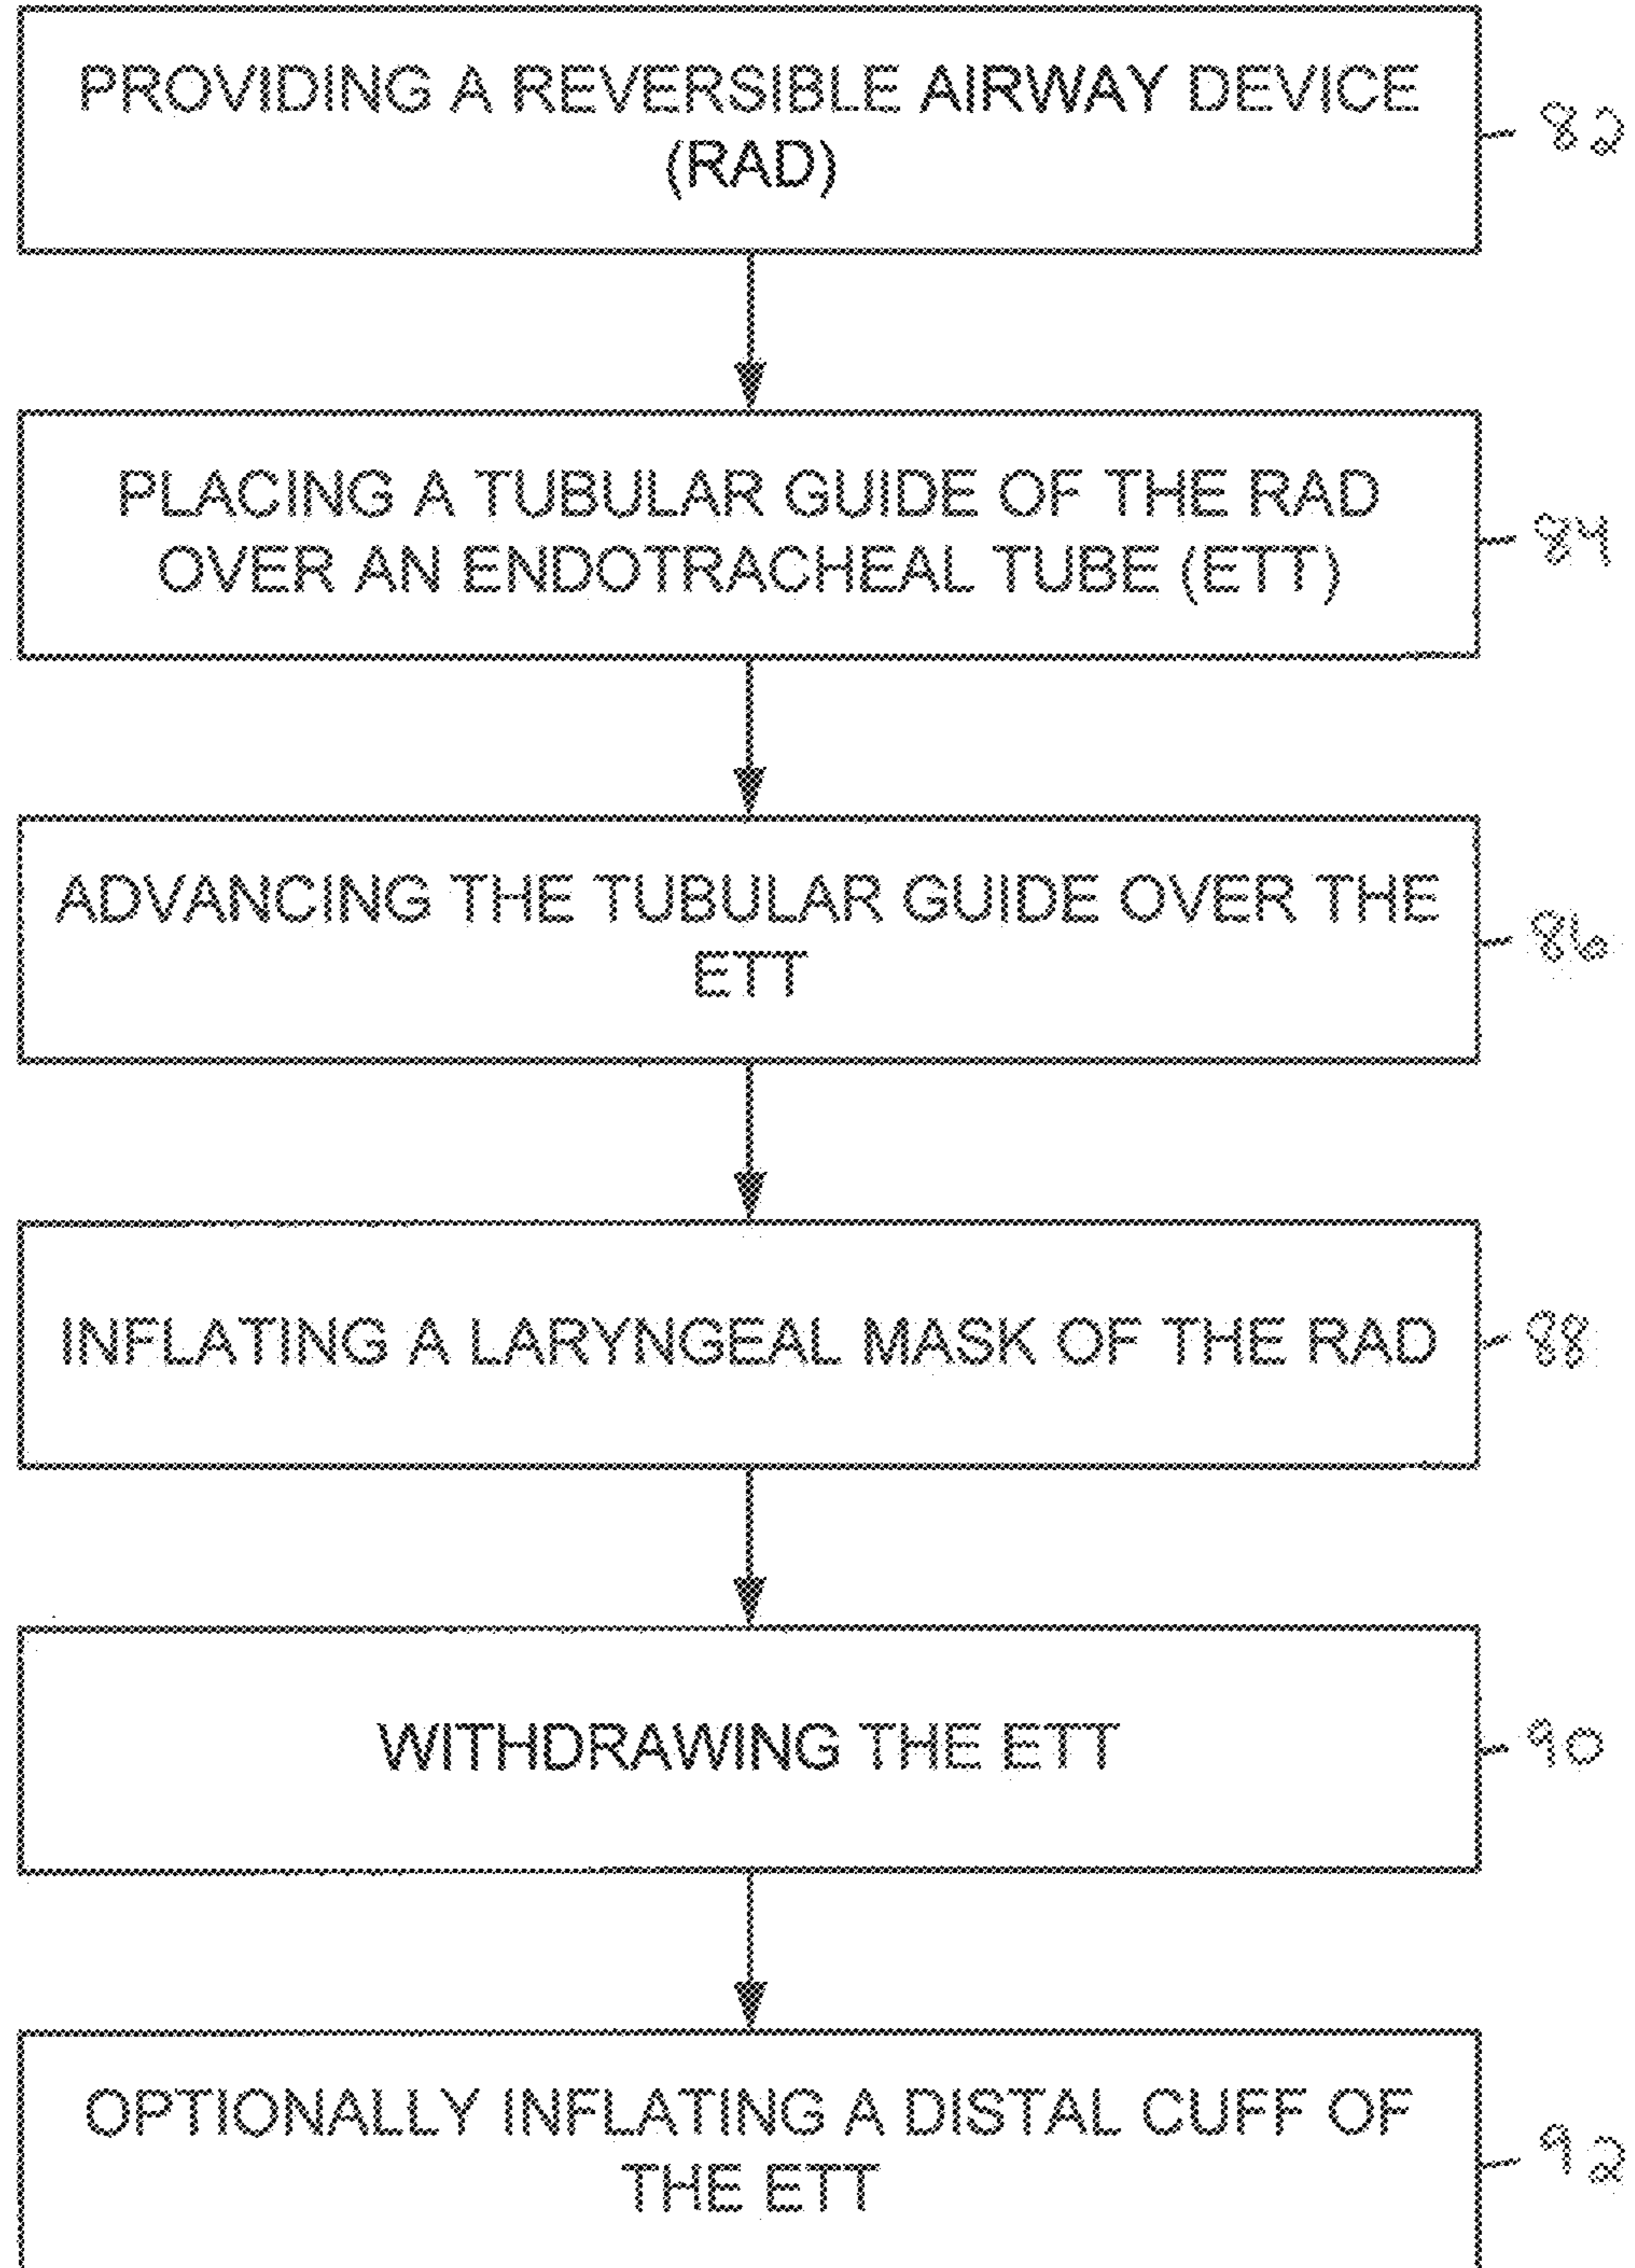 PROVIDING A REVERSIBLE AIRWAY DEVICE
(RAD)
82
PLACING A TUBULAR GUIDE OF THE RAD
OVER AN ENDOTRACHEAL TUBE (ETT)
84
ADVANCING THE TUBULAR GUIDE OVER THE
ETT
86
INFLATING A LARYNGEAL MASK OF THE RAD
88
WITHDRAWING THE ETT
90
OPTIONALLY INFLATING A DISTAL CUFF OF
THE ETT
92